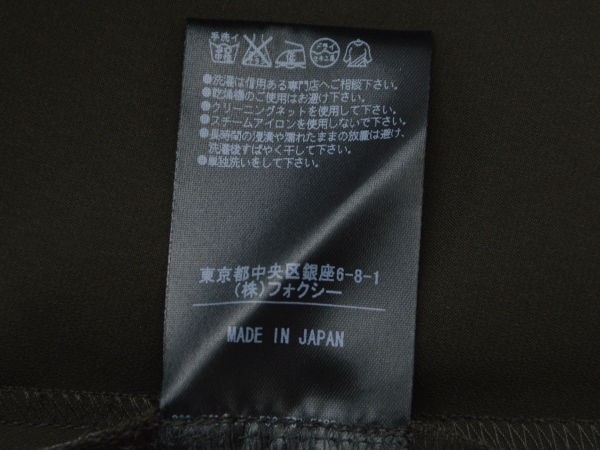 手洗イ
ドライ
●洗濯は信用ある専門店へご相談下さい。
●乾燥機のご使用はお避け下さい。
●クリーニングネットを使用して下さい。
●スチームアイロンを使用しないで下さい。
●長時間の浸漬や濡れたままの放置は避け、
洗濯後すばやく干して下さい。
●単独洗いをして下さい。
東京都中央区銀座6-8-1
(株)フォクシー
MADE IN JAPAN